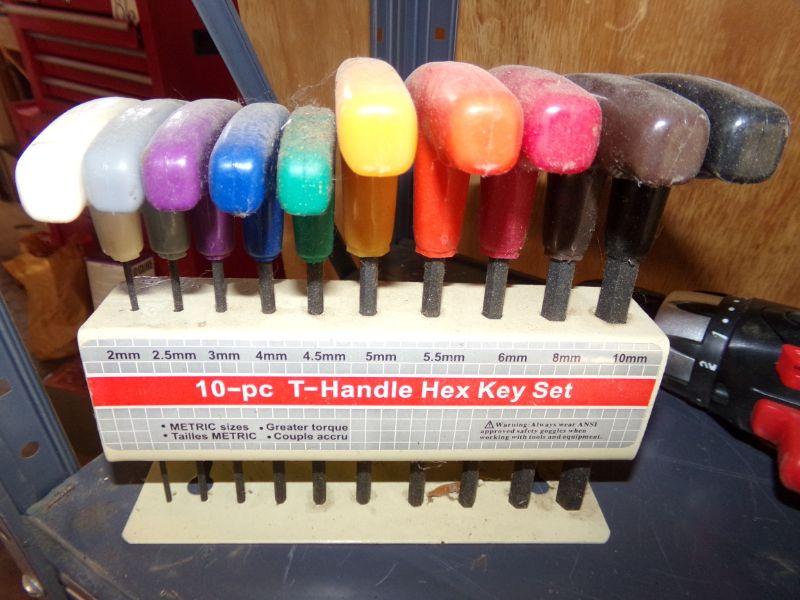 2mm 2.5mm 3mm 4mm 4.5mm 5mm 5.5mm 6mm 8mm 10mm
10-pc T-Handle Hex Key Set
• METRIC sizes • Greater torque
• Tailles METRIC • Couple accru
⚠ Warning: Always wear ANSI
approved safety goggles when
working with tools and equipment.